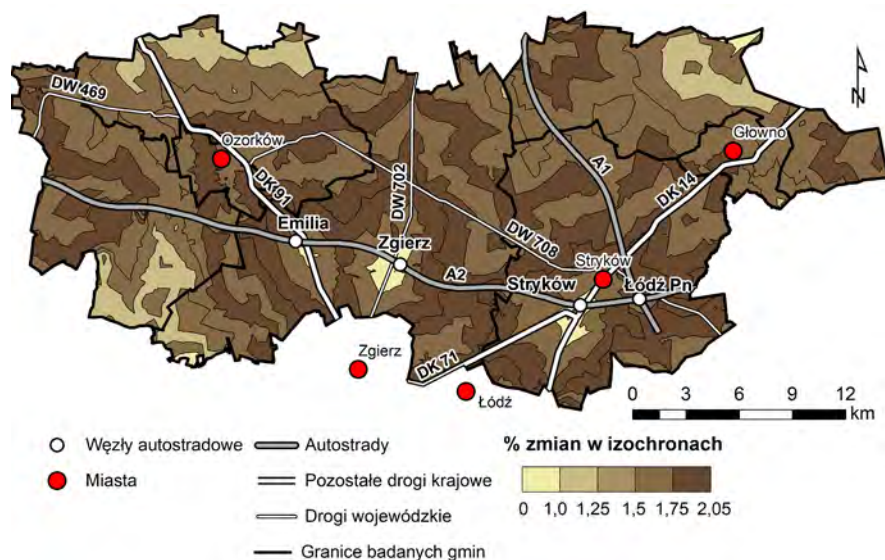 DW 469
Ozorków
DK 91
Emilia
DW 702
Zgierz
A2
DW 708
A1
DK 14
Głowno
Stryków
Stryków
Łódź Pn.
DK 71
Zgierz
Łódź
N
0 3 6 9 12
km
Węzły autostradowe
Miasta
Autostrady
Pozostałe drogi krajowe
Drogi wojewódzkie
Granice badanych gmin
% zmian w izochronach
0 1,0 1,25 1,5 1,75 2,05